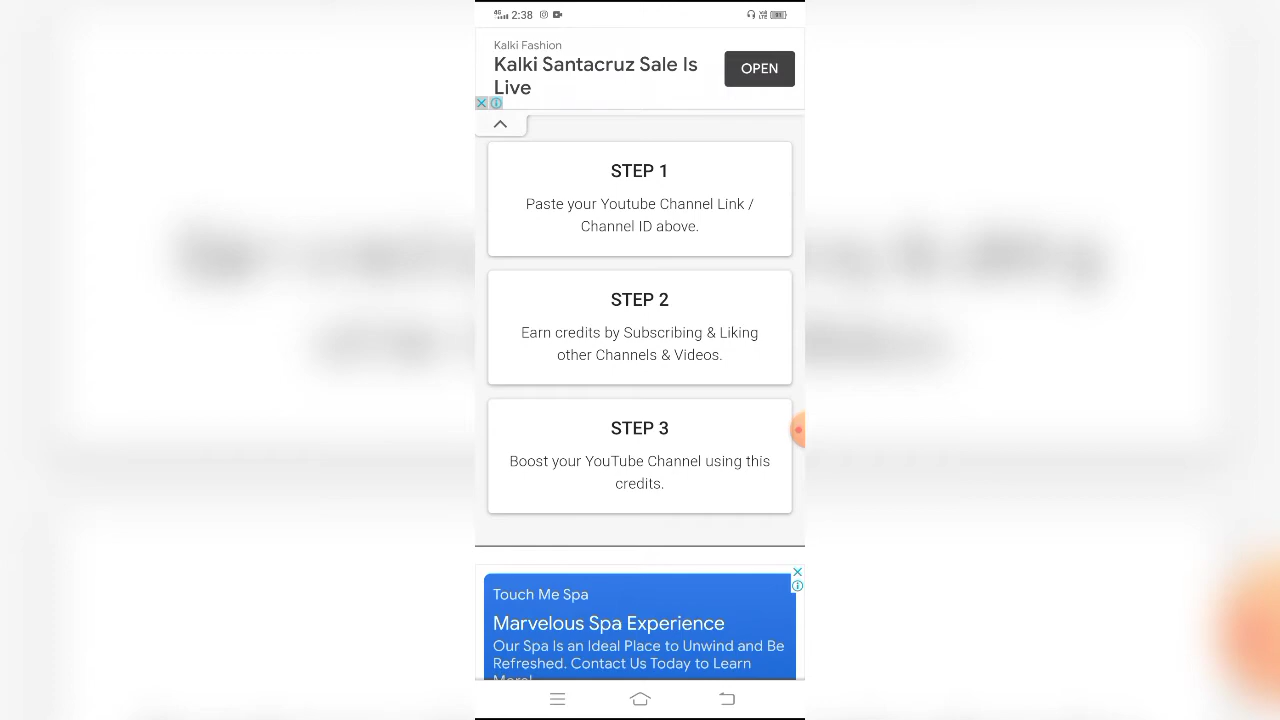 4G 2:38
Kalki Fashion
Kalki Santacruz Sale Is
Live
OPEN
STEP 1
Paste your Youtube Channel Link /
Channel ID above.
STEP 2
Earn credits by Subscribing & Liking
other Channels & Videos.
STEP 3
Boost your YouTube Channel using this
credits.
Touch Me Spa
Marvelous Spa Experience
Our Spa Is an Ideal Place to Unwind and Be
Refreshed. Contact Us Today to Learn
More!